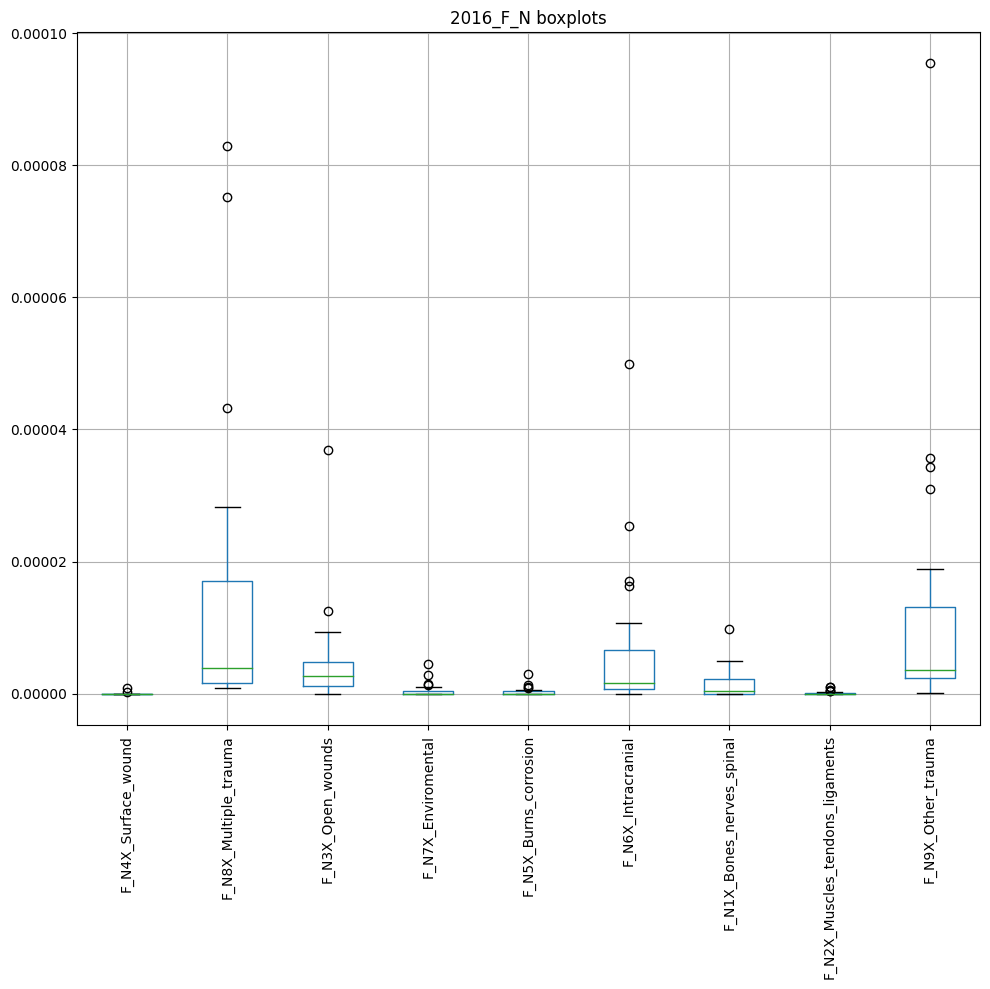 2016_F_N boxplots
0.00010
0.00008
0.00006
0.00004
0.00002
0.00000
F_N4X_Surface_wound
F_N8X_Multiple_trauma
F_N3X_Open_wounds
F_N7X_Enviromental
F_N5X_Burns_corrosion
F_N6X_Intracranial
F_N1X_Bones_nerves_spinal
F_N2X_Muscles_tendons_ligaments
F_N9X_Other_trauma